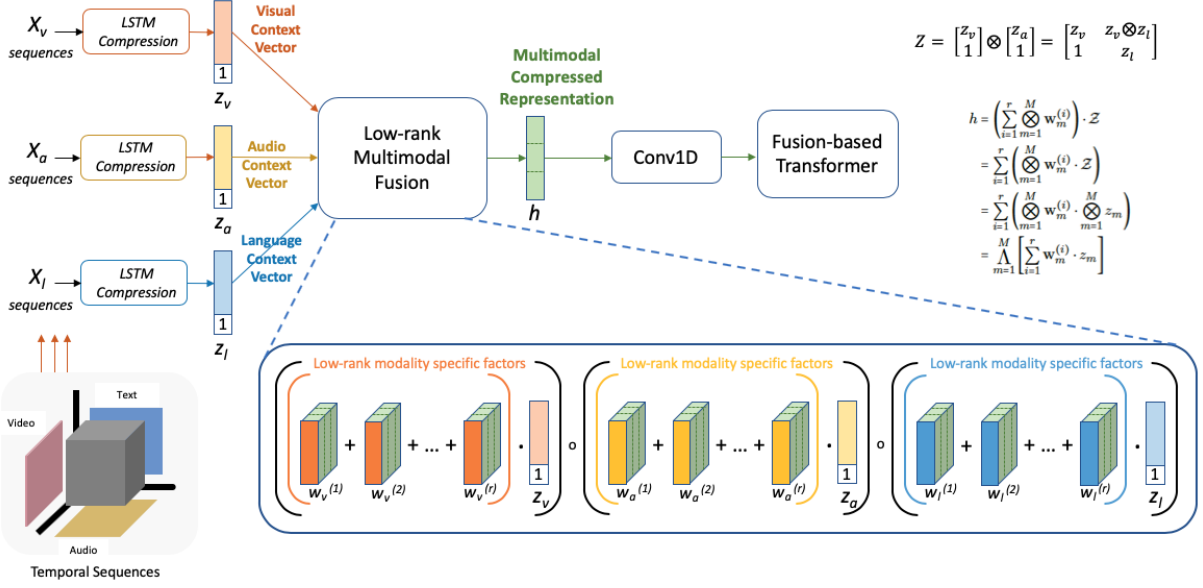 X_v
sequences
LSTM
Compression
1
z_v
Visual
Context
Vector
X_a
sequences
LSTM
Compression
1
z_a
Audio
Context
Vector
X_l
sequences
LSTM
Compression
1
z_l
Language
Context
Vector
Low-rank
Multimodal
Fusion
Multimodal
Compressed
Representation
h
Conv1D
Fusion-based
Transformer
Z = [z_v 1] ⊗ [z_a 1] = [z_v z_v⊗z_l 1 z_l]
h = (∑_{i=1}^{r} ⊗_{m=1}^{M} w_m^{(i)}) · Z
= ∑_{i=1}^{r} (⊗_{m=1}^{M} w_m^{(i)} · Z)
= ∑_{i=1}^{r} (⊗_{m=1}^{M} w_m^{(i)} · ⊗_{m=1}^{M} z_m)
= Λ_{m=1}^{M} [∑_{i=1}^{r} w_m^{(i)} · z_m]
Video
Text
Audio
Temporal Sequences
Low-rank modality specific factors
w_v^{(1)} + w_v^{(2)} + ... + w_v^{(r)} · 1 z_v
o
Low-rank modality specific factors
w_a^{(1)} + w_a^{(2)} + ... + w_a^{(r)} · 1 z_a
o
Low-rank modality specific factors
w_l^{(1)} + w_l^{(2)} + ... + w_l^{(r)} · 1 z_l